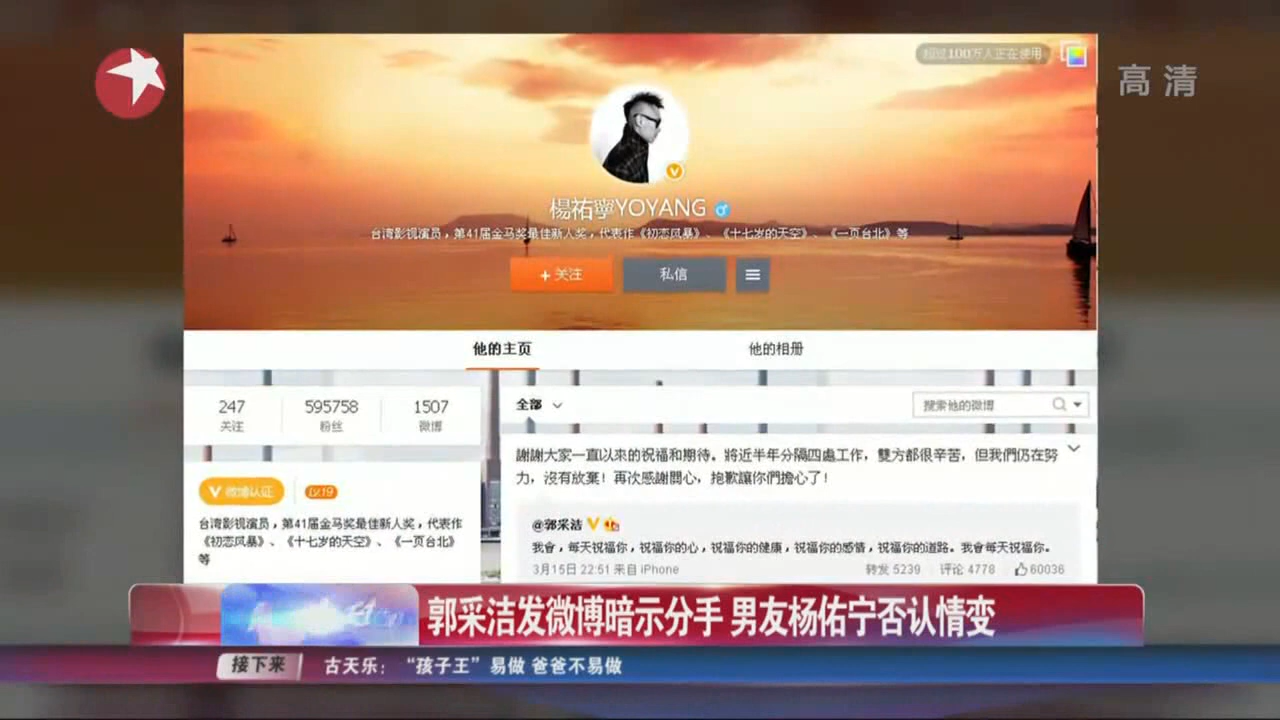 超过100万人正在使用
高清
楊祐寧YOYANG
台湾影视演员，第41届金马奖最佳新人奖，代表作《初恋风暴》、《十七岁的天空》、《一页台北》等
+关注
私信
他的主页
他的相册
247
595758
1507
关注
粉丝
微博
全部
搜索他的微博
謝謝大家一直以來的祝福和期待。將近半年分隔四處工作，雙方都很辛苦，但我們仍在努
力，沒有放棄！再次感謝關心，抱歉讓你們擔心了！
V 微博认证
Lv.19
台湾影视演员，第41届金马奖最佳新人奖，代表作
《初恋风暴》、《十七岁的天空》、《一页台北》
等
@郭采洁
我會，每天祝福你，祝福你的心，祝福你的健康，祝福你的感情，祝福你的道路。我會每天祝福你。
3月15日 22:51 来自 iPhone
转发 5239
评论 4778
60036
郭采洁发微博暗示分手 男友杨佑宁否认情变
接下来
古天乐：“孩子王”易做 爸爸不易做